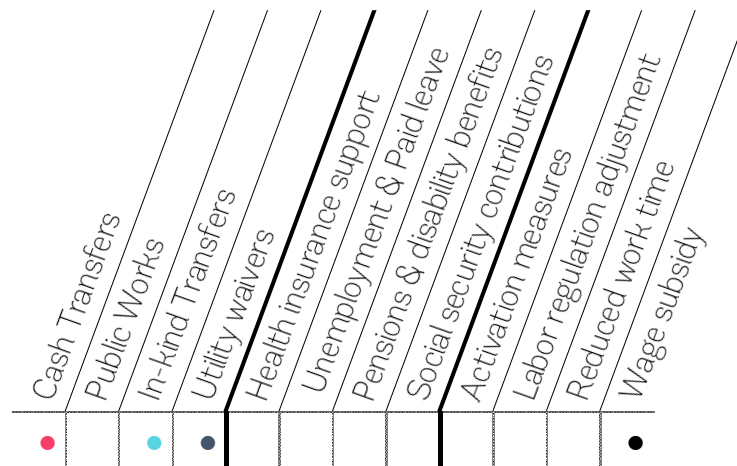 Cash Transfers
Public Works
In-kind Transfers
Utility waivers
Health insurance support
Unemployment & Paid leave
Pensions & disability benefits
Social security contributions
Activation measures
Labor regulation adjustment
Reduced work time
Wage subsidy